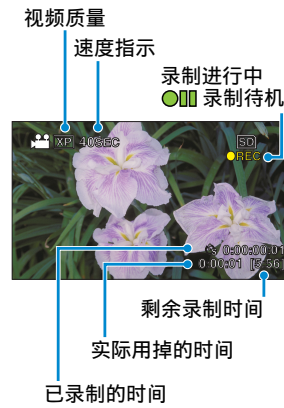 视频质量
速度指示
录制进行中
录制待机
XP 40SEC
SD
REC
0:00:00:01
0:00:01 [5:56]
剩余录制时间
实际用掉的时间
已录制的时间